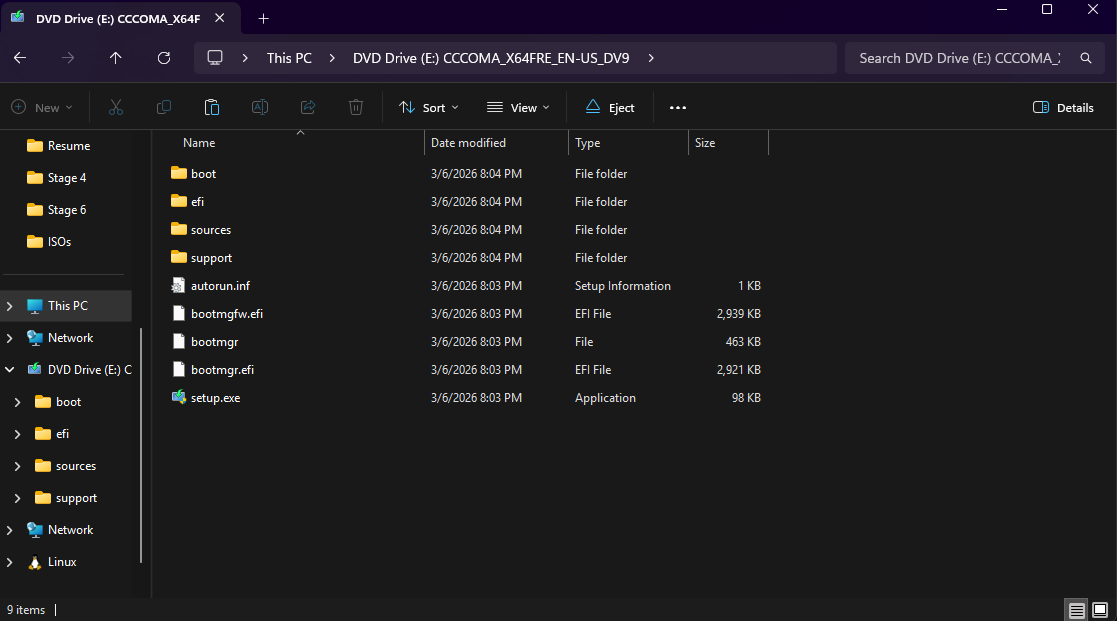 DVD Drive (E:) CCCOMA_X64F
This PC DVD Drive (E:) CCCOMA_X64FRE_EN-US_DV9 Search DVD Drive (E:) CCCOMA_
New Sort View Eject Details
Resume
Stage 4
Stage 6
ISOs
This PC
Network
DVD Drive (E:) C
boot
efi
sources
support
Network
Linux
Name Date modified Type Size
boot 3/6/2026 8:04 PM File folder
efi 3/6/2026 8:04 PM File folder
sources 3/6/2026 8:04 PM File folder
support 3/6/2026 8:04 PM File folder
autorun.inf 3/6/2026 8:03 PM Setup Information 1 KB
bootmgfw.efi 3/6/2026 8:03 PM EFI File 2,939 KB
bootmgr 3/6/2026 8:03 PM File 463 KB
bootmgr.efi 3/6/2026 8:03 PM EFI File 2,921 KB
setup.exe 3/6/2026 8:03 PM Application 98 KB
9 items